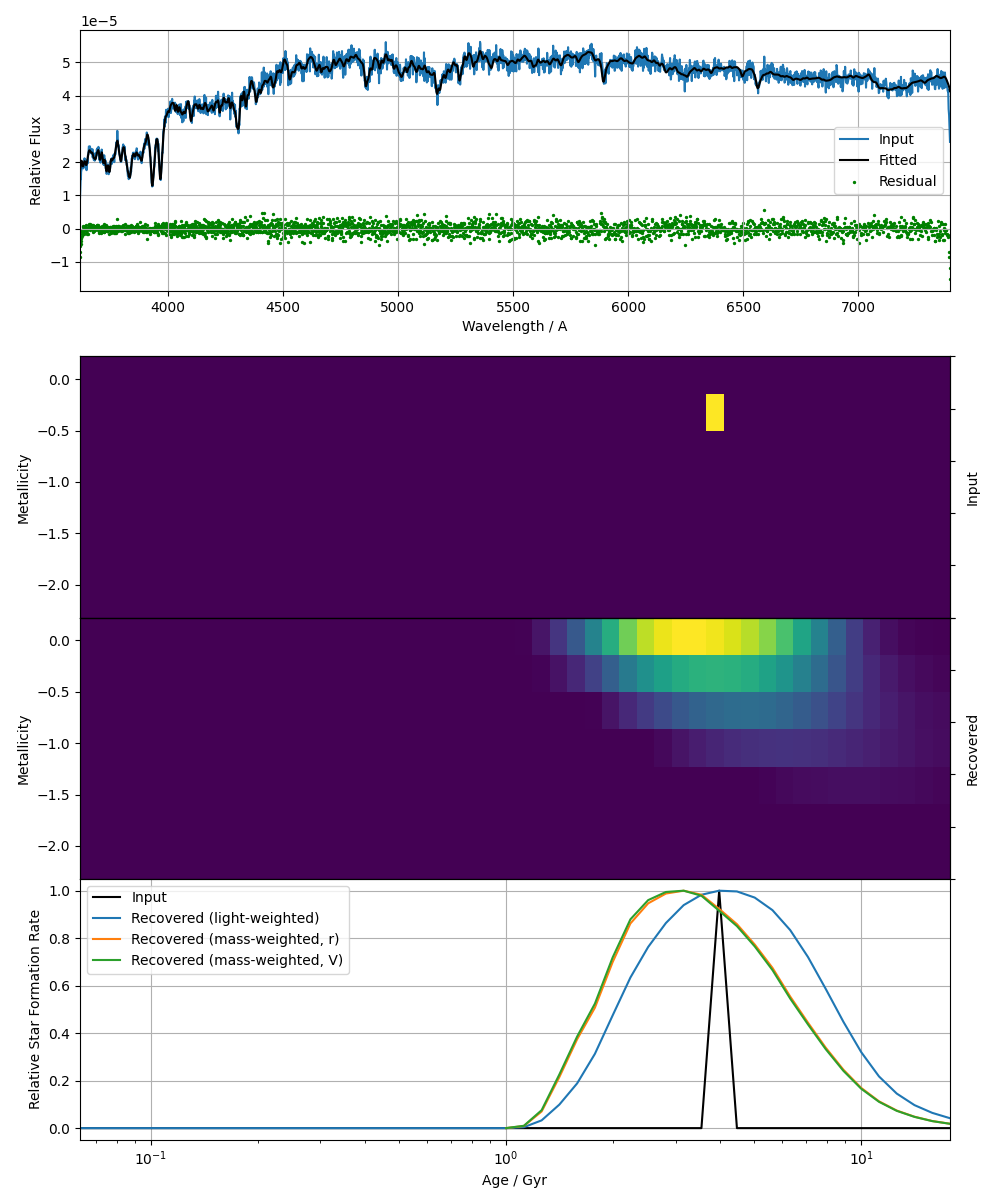 1e−5
5
4
3
2
1
0
−1
Relative Flux
Input
Fitted
Residual
4000 4500 5000 5500 6000 6500 7000
Wavelength / A
0.0
−0.5
−1.0
−1.5
−2.0
Metallicity
Input
0.0
−0.5
−1.0
−1.5
−2.0
Metallicity
Recovered
1.0
0.8
0.6
0.4
0.2
0.0
Relative Star Formation Rate
Input
Recovered (light-weighted)
Recovered (mass-weighted, r)
Recovered (mass-weighted, V)
10⁻¹ 10⁰ 10¹
Age / Gyr